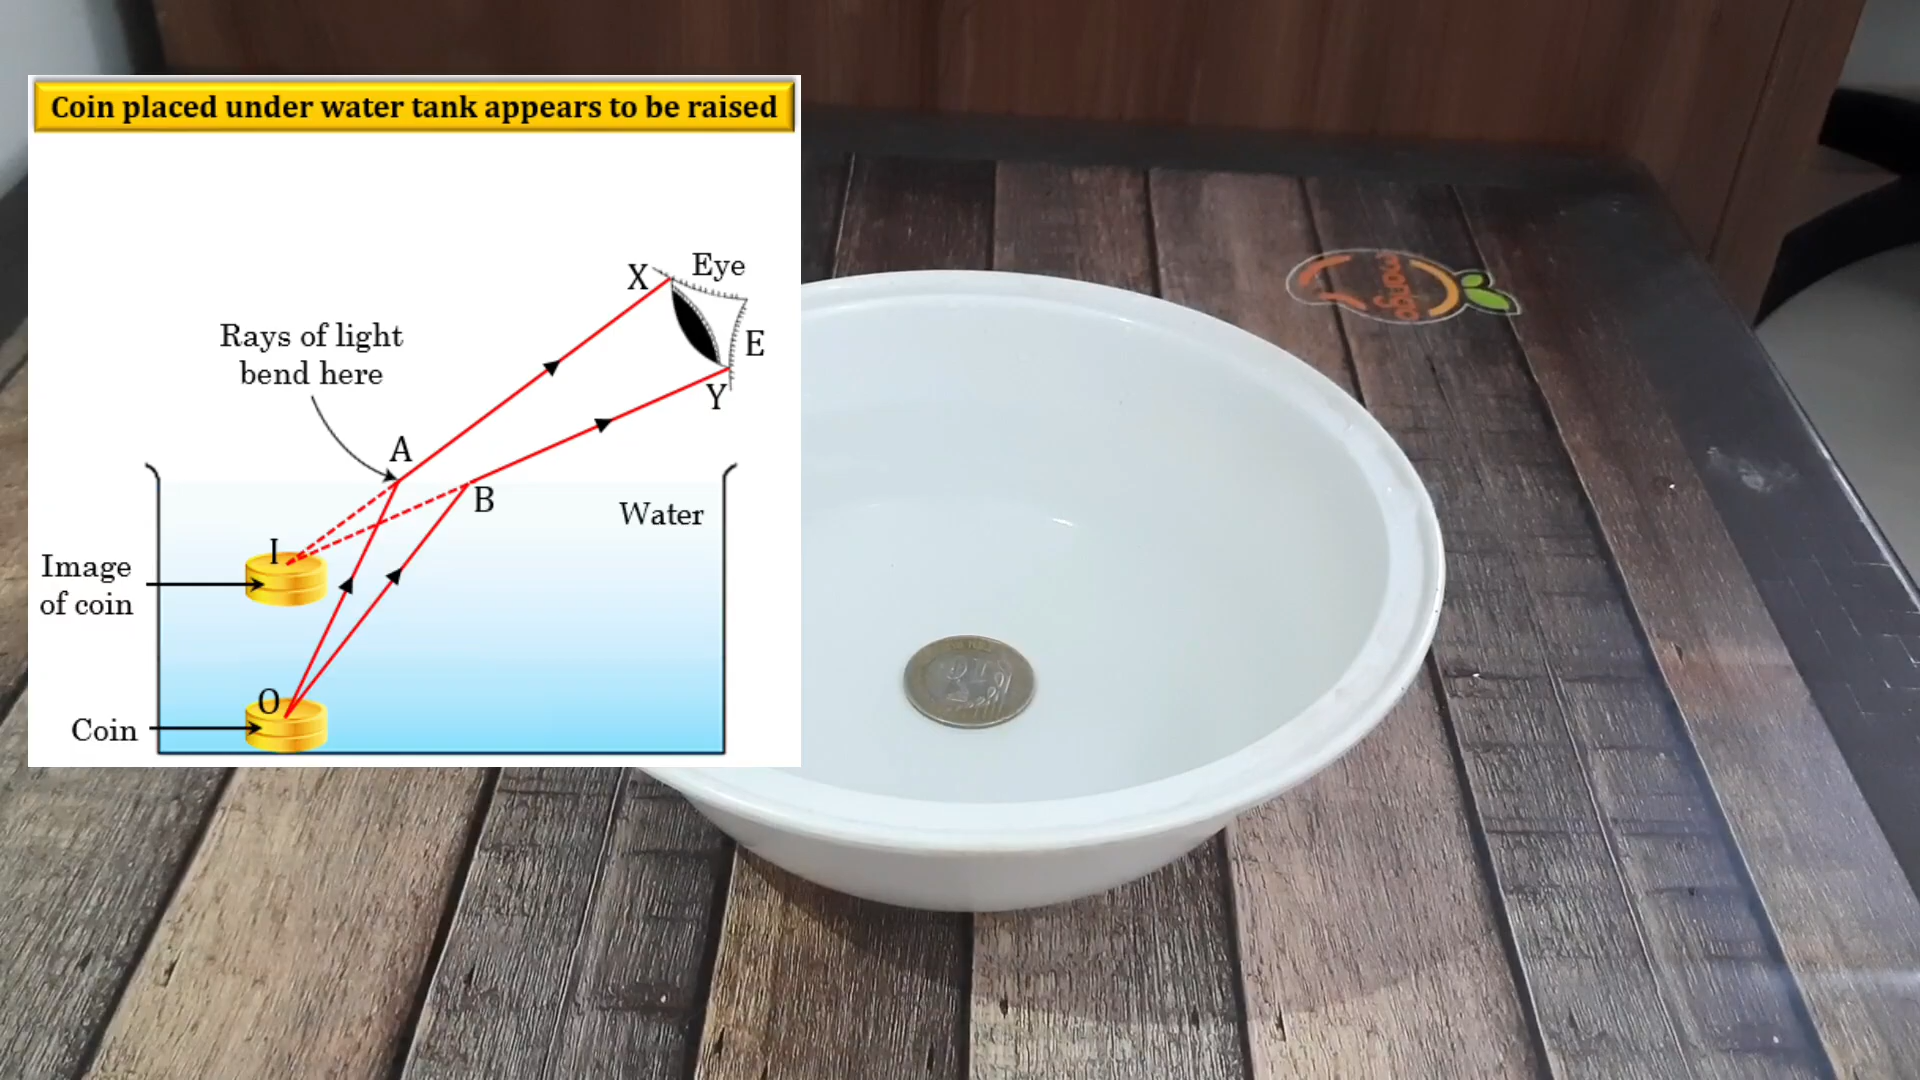 Coin placed under water tank appears to be raised
X
Eye
E
Y
Rays of light
bend here
A
B
Water
I
Image
of coin
O
Coin
mango